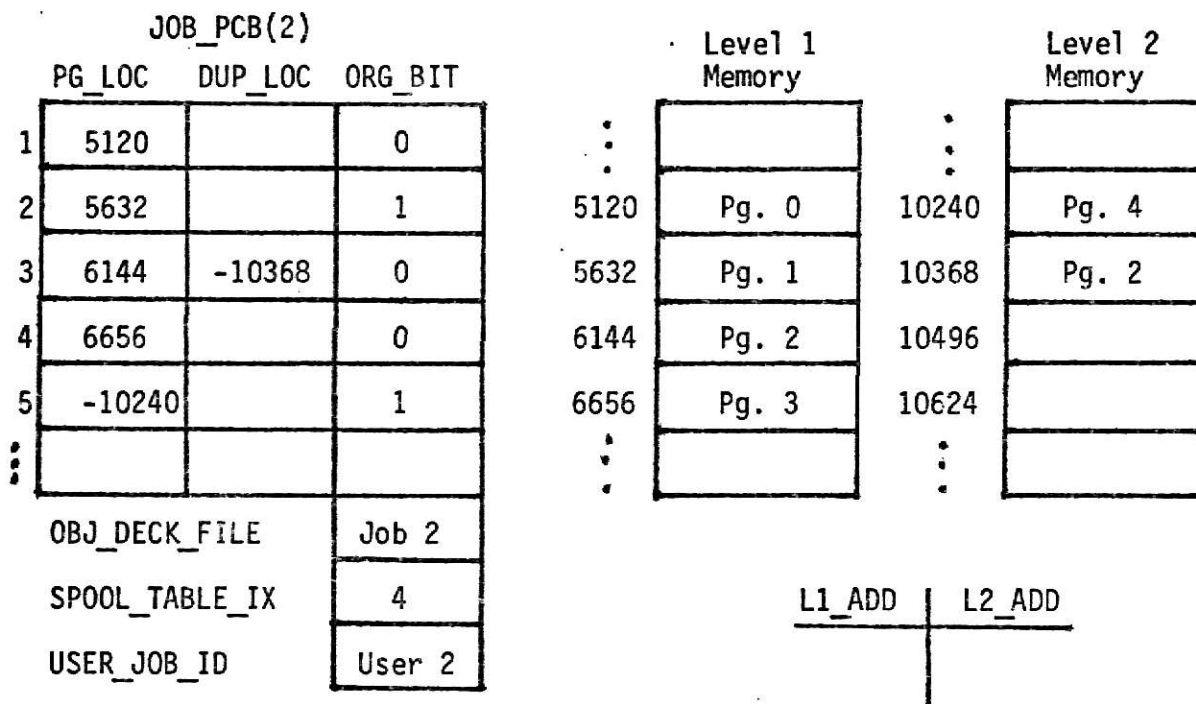 JOB_PCB(2)
PG_LOC DUP_LOC ORG_BIT
1 5120 0
2 5632 1
3 6144 -10368 0
4 6656 0
5 -10240 1
OBJ_DECK_FILE Job 2
SPOOL_TABLE_IX 4
USER_JOB_ID User 2
Level 1
Memory
5120 Pg. 0
5632 Pg. 1
6144 Pg. 2
6656 Pg. 3
Level 2
Memory
10240 Pg. 4
10368 Pg. 2
10496
10624
L1_ADD L2_ADD